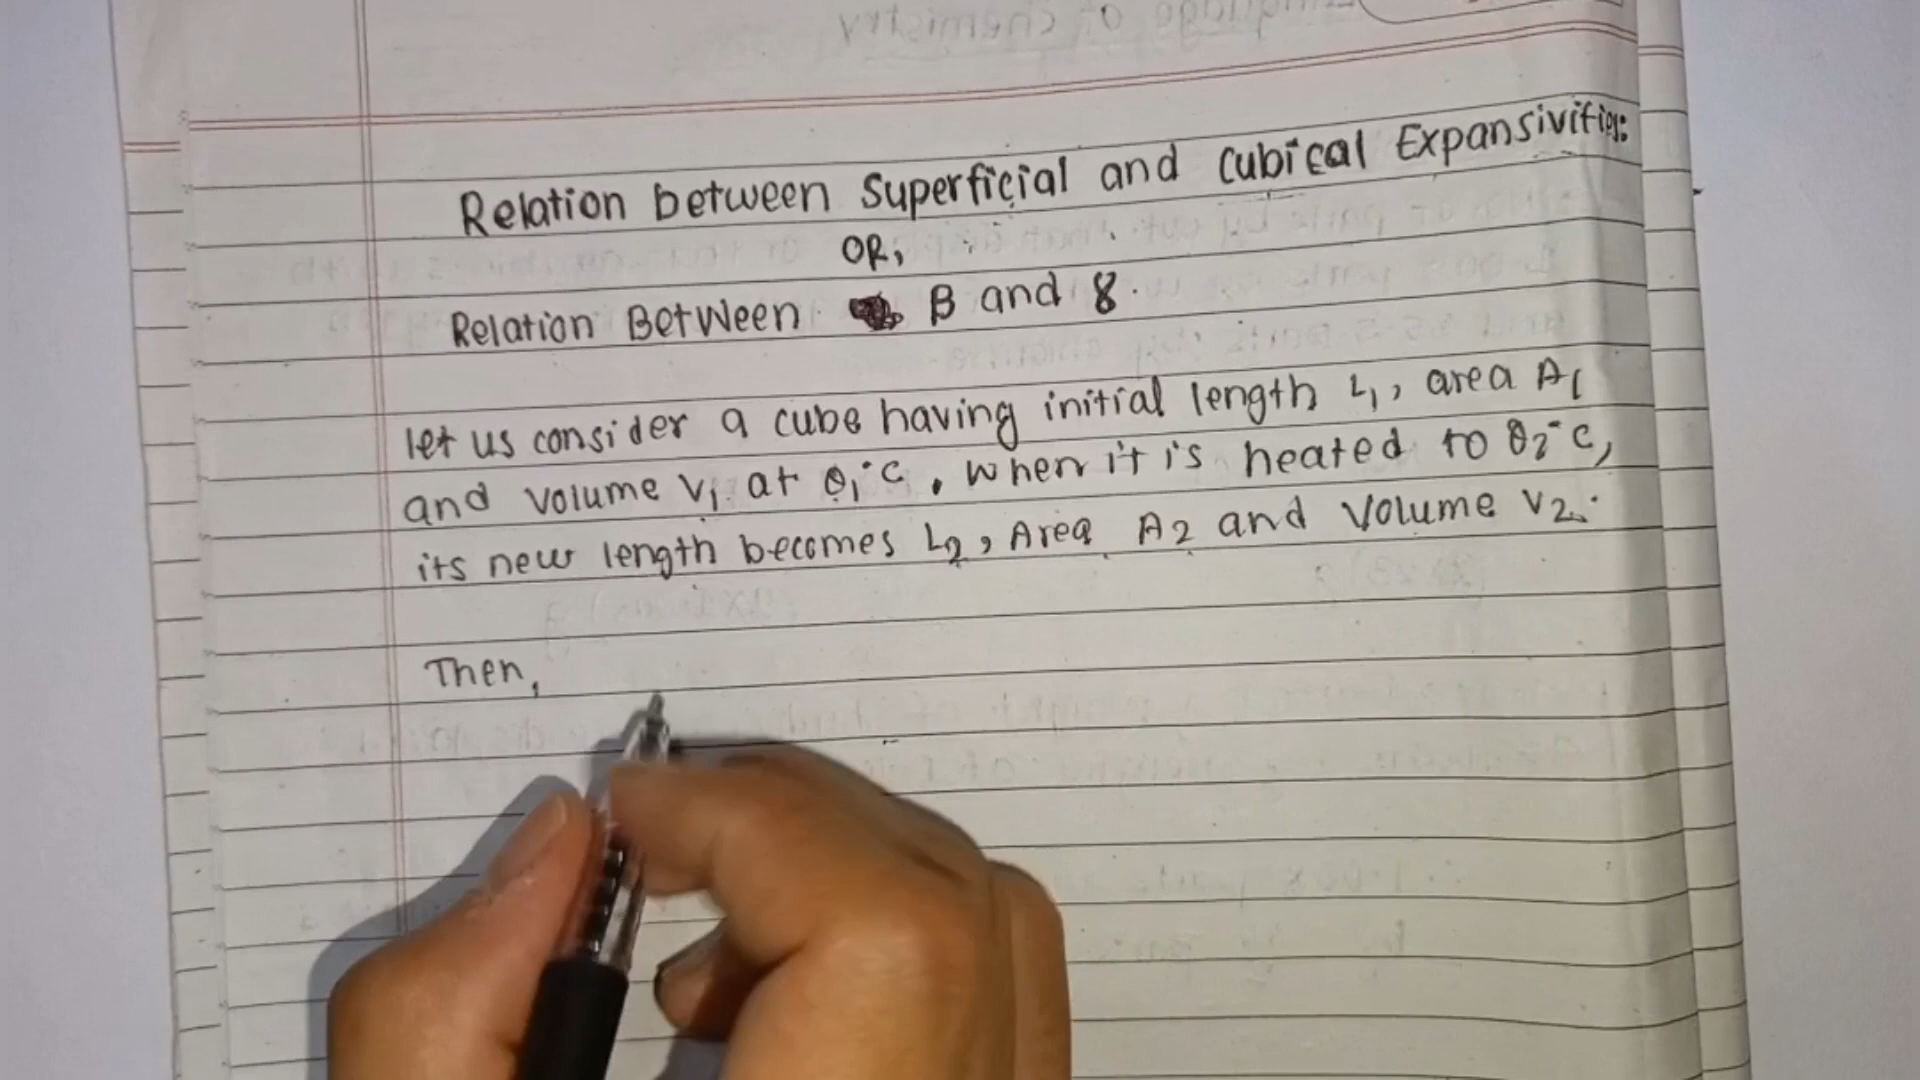 Relation between Superficial and Cubical Expansivities:
OR,
Relation Between β and γ.
let us consider a cube having initial length L1, area A1
and volume V1 at θ1°C. When it is heated to θ2°C,
its new length becomes L2, Area A2 and Volume V2.
Then,